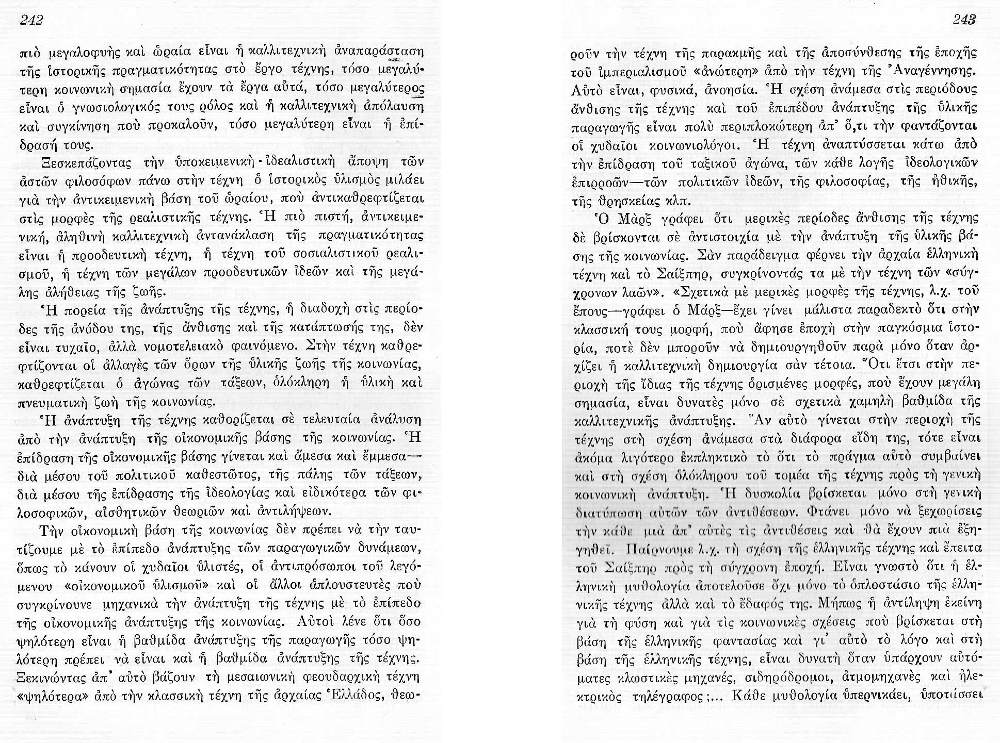 242
πιὸ μεγαλοφυὴς καὶ ὡραία εἶναι ἡ καλλιτεχνικὴ ἀναπαράσταση
τῆς ἱστορικῆς πραγματικότητας στὸ ἔργο τέχνης, τόσο μεγαλύ-
τερη κοινωνικὴ σημασία ἔχουν τὰ ἔργα αὐτά, τόσο μεγαλύτερος
εἶναι ὁ γνωσιολογικός τους ρόλος καὶ ἡ καλλιτεχνικὴ ἀπόλαυση
καὶ συγκίνηση ποὺ προκαλοῦν, τόσο μεγαλύτερη εἶναι ἡ ἐπί-
δρασή τους.
Ξεσκεπάζοντας τὴν ὑποκειμενικὴ - ἰδεαλιστικὴ ἄποψη τῶν
ἀστῶν φιλοσόφων πάνω στὴν τέχνη ὁ ἱστορικὸς ὑλισμὸς μιλάει
γιὰ τὴν ἀντικειμενικὴ βάση τοῦ ὡραίου, ποὺ ἀντικαθρεφτίζεται
στὶς μορφὲς τῆς ρεαλιστικῆς τέχνης. Ἡ πιὸ πιστή, ἀντικειμε-
νική, ἀληθινὴ καλλιτεχνικὴ ἀντανάκλαση τῆς πραγματικότητας
εἶναι ἡ προοδευτικὴ τέχνη, ἡ τέχνη τοῦ σοσιαλιστικοῦ ρεαλι-
σμοῦ, ἡ τέχνη τῶν μεγάλων προοδευτικῶν ἰδεῶν καὶ τῆς μεγά-
λης ἀλήθειας τῆς ζωῆς.
Ἡ πορεία τῆς ἀνάπτυξης τῆς τέχνης, ἡ διαδοχὴ στὶς περίο-
δες τῆς ἀνόδου της, τῆς ἄνθισης καὶ τῆς κατάπτωσής της, δὲν
εἶναι τυχαῖο, ἀλλὰ νομοτελειακὸ φαινόμενο. Στὴν τέχνη καθρε-
φτίζονται οἱ ἀλλαγὲς τῶν ὅρων τῆς ὑλικῆς ζωῆς τῆς κοινωνίας,
καθρεφτίζεται ὁ ἀγώνας τῶν τάξεων, ὁλόκληρη ἡ ὑλικὴ καὶ
πνευματικὴ ζωὴ τῆς κοινωνίας.
Ἡ ἀνάπτυξη τῆς τέχνης καθορίζεται σὲ τελευταία ἀνάλυση
ἀπὸ τὴν ἀνάπτυξη τῆς οἰκονομικῆς βάσης τῆς κοινωνίας. Ἡ
ἐπίδραση τῆς οἰκονομικῆς βάσης γίνεται καὶ ἄμεσα καὶ ἔμμεσα—
διὰ μέσου τοῦ πολιτικοῦ καθεστῶτος, τῆς πάλης τῶν τάξεων,
διὰ μέσου τῆς ἐπίδρασης τῆς ἰδεολογίας καὶ εἰδικότερα τῶν φι-
λοσοφικῶν, αἰσθητικῶν θεωριῶν καὶ ἀντιλήψεων.
Τὴν οἰκονομικὴ βάση τῆς κοινωνίας δὲν πρέπει νὰ τὴν ταυ-
τίζουμε μὲ τὸ ἐπίπεδο ἀνάπτυξης τῶν παραγωγικῶν δυνάμεων,
ὅπως τὸ κάνουν οἱ χυδαῖοι ὑλιστές, οἱ ἀντιπρόσωποι τοῦ λεγό-
μενου «οἰκονομικοῦ ὑλισμοῦ» καὶ οἱ ἄλλοι ἁπλουστευτὲς ποὺ
συγκρίνουνε μηχανικὰ τὴν ἀνάπτυξη τῆς τέχνης μὲ τὸ ἐπίπεδο
τῆς οἰκονομικῆς ἀνάπτυξης τῆς κοινωνίας. Αὐτοὶ λένε ὅτι ὅσο
ψηλότερη εἶναι ἡ βαθμίδα ἀνάπτυξης τῆς παραγωγῆς τόσο ψη-
λότερη πρέπει νὰ εἶναι καὶ ἡ βαθμίδα ἀνάπτυξης τῆς τέχνης.
Ξεκινώντας ἀπ' αὐτὸ βάζουν τὴ μεσαιωνικὴ φεουδαρχικὴ τέχνη
«ψηλότερα» ἀπὸ τὴν κλασσικὴ τέχνη τῆς ἀρχαίας Ἑλλάδος, θεω-
243
ροῦν τὴν τέχνη τῆς παρακμῆς καὶ τῆς ἀποσύνθεσης τῆς ἐποχῆς
τοῦ ἰμπεριαλισμοῦ «ἀνώτερη» ἀπὸ τὴν τέχνη τῆς Ἀναγέννησης.
Αὐτὸ εἶναι, φυσικά, ἀνοησία. Ἡ σχέση ἀνάμεσα στὶς περιόδους
ἄνθισης τῆς τέχνης καὶ τοῦ ἐπιπέδου ἀνάπτυξης τῆς ὑλικῆς
παραγωγῆς εἶναι πολὺ περιπλοκώτερη ἀπ' ὅ,τι τὴν φαντάζονται
οἱ χυδαῖοι κοινωνιολόγοι. Ἡ τέχνη ἀναπτύσσεται κάτω ἀπὸ
τὴν ἐπίδραση τοῦ ταξικοῦ ἀγώνα, τῶν κάθε λογῆς ἰδεολογικῶν
ἐπιρροῶν—τῶν πολιτικῶν ἰδεῶν, τῆς φιλοσοφίας, τῆς ἠθικῆς,
τῆς θρησκείας κλπ.
Ὁ Μὰρξ γράφει ὅτι μερικὲς περίοδες ἄνθισης τῆς τέχνης
δὲ βρίσκονται σὲ ἀντιστοιχία μὲ τὴν ἀνάπτυξη τῆς ὑλικῆς βά-
σης τῆς κοινωνίας. Σὰν παράδειγμα φέρνει τὴν ἀρχαία ἑλληνικὴ
τέχνη καὶ τὸ Σαίξπηρ, συγκρίνοντάς τα μὲ τὴν τέχνη τῶν «σύγ-
χρονων λαῶν». «Σχετικὰ μὲ μερικὲς μορφὲς τῆς τέχνης, λ.χ. τοῦ
ἔπους—γράφει ὁ Μάρξ—ἔχει γίνει μάλιστα παραδεκτὸ ὅτι στὴν
κλασσική τους μορφή, ποὺ ἄφησε ἐποχὴ στὴν παγκόσμια ἱστο-
ρία, ποτὲ δὲν μποροῦν νὰ δημιουργηθοῦν παρὰ μόνο ὅταν ἀρ-
χίζει ἡ καλλιτεχνικὴ δημιουργία σὰν τέτοια. Ὅτι ἔτσι στὴν πε-
ριοχὴ τῆς ἴδιας τῆς τέχνης ὁρισμένες μορφές, ποὺ ἔχουν μεγάλη
σημασία, εἶναι δυνατὲς μόνο σὲ σχετικὰ χαμηλὴ βαθμίδα τῆς
καλλιτεχνικῆς ἀνάπτυξης. Ἂν αὐτὸ γίνεται στὴν περιοχὴ τῆς
τέχνης στὴ σχέση ἀνάμεσα στὰ διάφορα εἴδη της, τότε εἶναι
ἀκόμα λιγότερο ἐκπληκτικὸ τὸ ὅτι τὸ πράγμα αὐτὸ συμβαίνει
καὶ στὴ σχέση ὁλόκληρου τοῦ τομέα τῆς τέχνης πρὸς τὴ γενικὴ
κοινωνικὴ ἀνάπτυξη. Ἡ δυσκολία βρίσκεται μόνο στὴ γενικὴ
διατύπωση αὐτῶν τῶν ἀντιθέσεων. Φτάνει μόνο νὰ ξεχωρίσεις
τὴν κάθε μιὰ ἀπ' αὐτὲς τὶς ἀντιθέσεις καὶ θὰ ἔχουν πιὰ ἐξη-
γηθεῖ. Παίρνουμε λ.χ. τὴ σχέση τῆς ἑλληνικῆς τέχνης καὶ ἔπειτα
τοῦ Σαίξπηρ πρὸς τὴ σύγχρονη ἐποχή. Εἶναι γνωστὸ ὅτι ἡ ἑλ-
ληνικὴ μυθολογία ἀποτελοῦσε ὄχι μόνο τὸ ὁπλοστάσιο τῆς ἑλλη-
νικῆς τέχνης ἀλλὰ καὶ τὸ ἔδαφός της. Μήπως ἡ ἀντίληψη ἐκείνη
γιὰ τὴ φύση καὶ γιὰ τὶς κοινωνικὲς σχέσεις ποὺ βρίσκεται στὴ
βάση τῆς ἑλληνικῆς φαντασίας καὶ γι' αὐτὸ τὸ λόγο καὶ στὴ
βάση τῆς ἑλληνικῆς τέχνης, εἶναι δυνατὴ ὅταν ὑπάρχουν αὐτό-
ματες κλωστικὲς μηχανές, σιδηρόδρομοι, ἀτμομηχανὲς καὶ ἠλε-
κτρικὸς τηλέγραφος;... Κάθε μυθολογία ὑπερνικάει, ὑποτάσσει